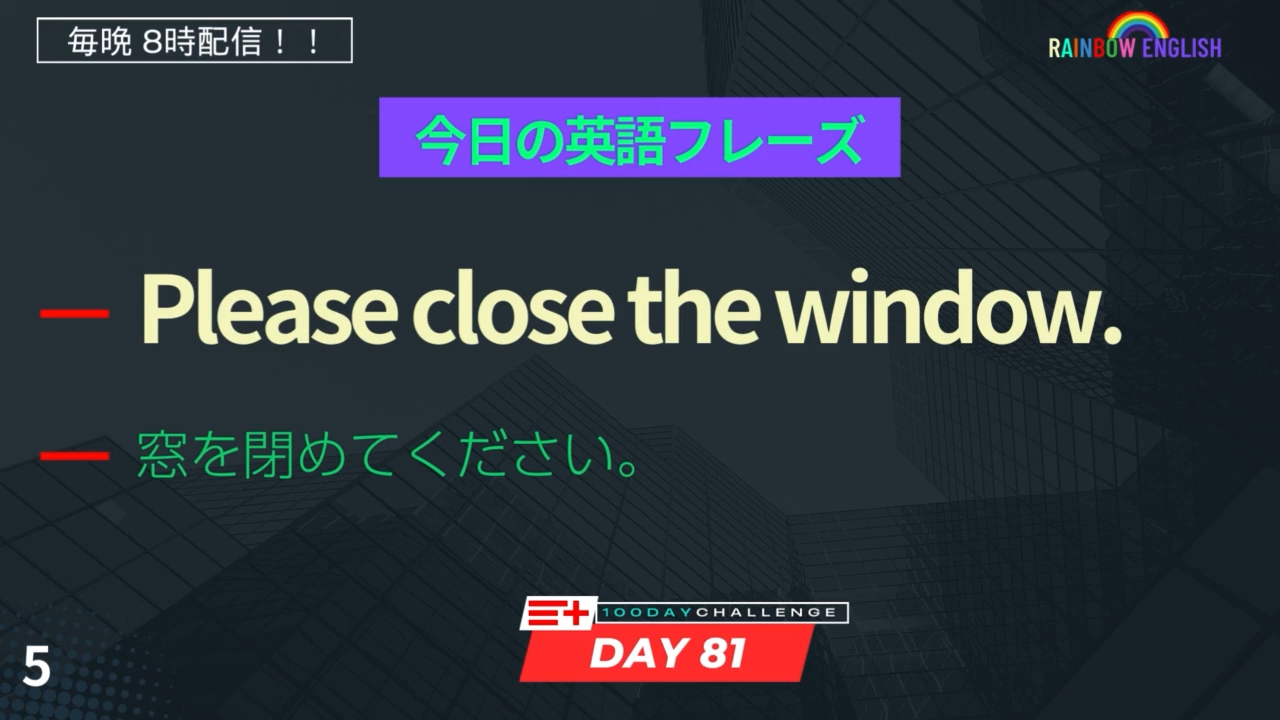 毎晩 8時配信！！
RAINBOW ENGLISH
今日の英語フレーズ
Please close the window.
窓を閉めてください。
100DAYCHALLENGE
DAY 81
5